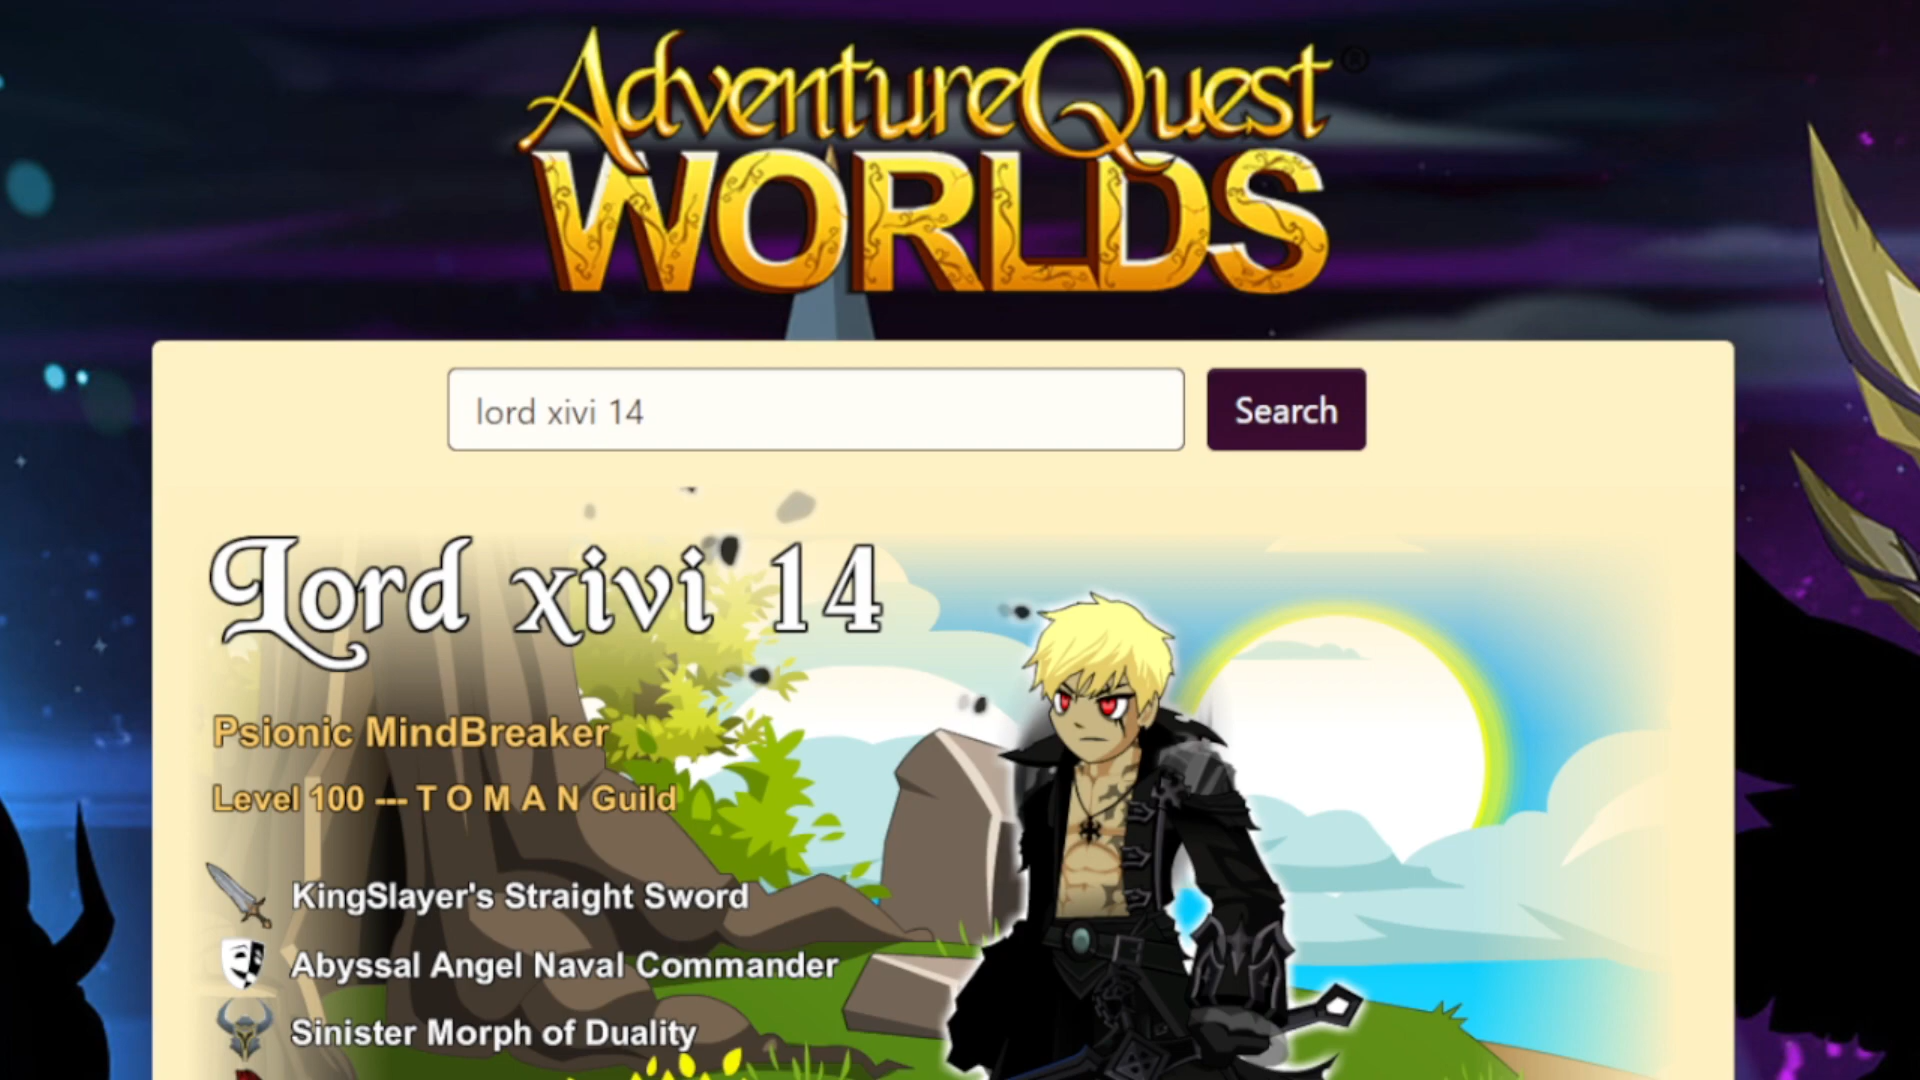 AdventureQuest ®
WORLDS
lord xivi 14
Search
Lord xivi 14
Psionic MindBreaker
Level 100 --- T O M A N Guild
KingSlayer's Straight Sword
Abyssal Angel Naval Commander
Sinister Morph of Duality